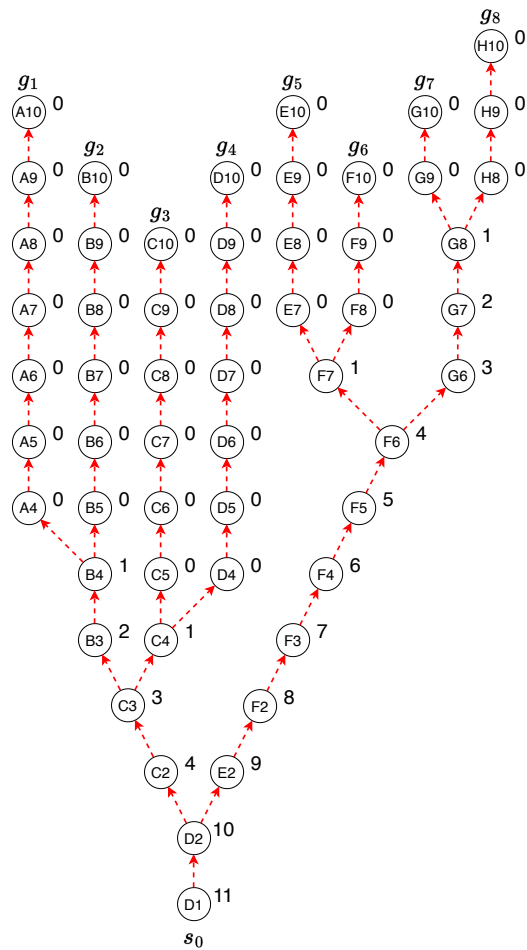 g8
H10 0
g1 g5 g7
A10 0 E10 0 G10 0 H9 0
g2 g4 g6
A9 0 B10 0 D10 0 E9 0 F10 0 G9 0 H8 0
g3
A8 0 B9 0 C10 0 D9 0 E8 0 F9 0 G8 1
A7 0 B8 0 C9 0 D8 0 E7 0 F8 0 G7 2
A6 0 B7 0 C8 0 D7 0 F7 1 G6 3
A5 0 B6 0 C7 0 D6 0 F6 4
A4 0 B5 0 C6 0 D5 0 F5 5
B4 1 C5 0 D4 0 F4 6
B3 2 C4 1 F3 7
C3 3 F2 8
C2 4 E2 9
D2 10
D1 11
s0